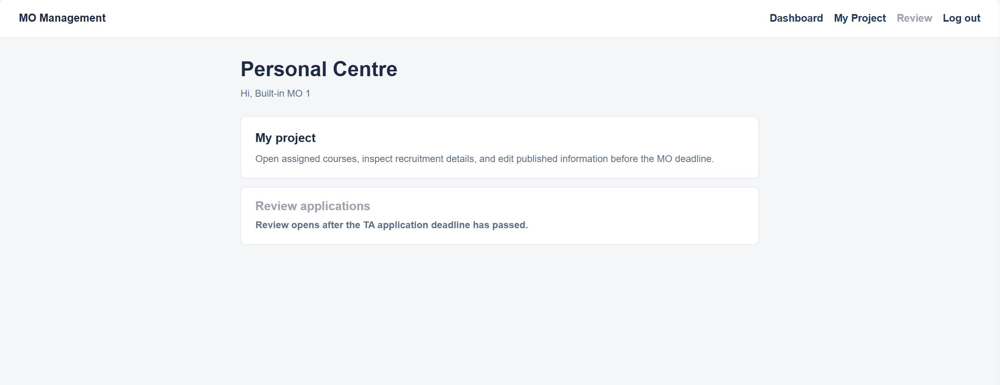 MO Management
Dashboard My Project Review Log out
Personal Centre
Hi, Built-in MO 1
My project
Open assigned courses, inspect recruitment details, and edit published information before the MO deadline.
Review applications
Review opens after the TA application deadline has passed.